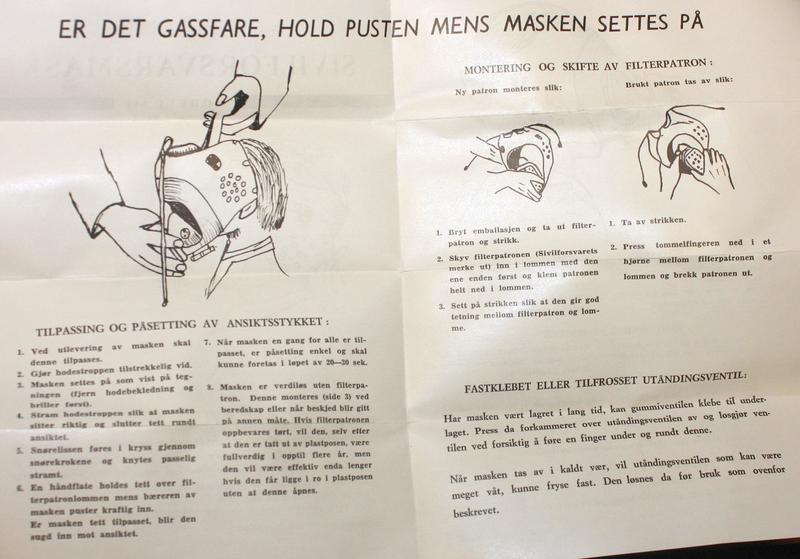 ER DET GASSFARE, HOLD PUSTEN MENS MASKEN SETTES PÅ
TILPASSING OG PÅSETTING AV ANSIKTSSTYKKET :
1. Ved utlevering av masken skal
denne tilpasses.
2. Gjør hodestroppen tilstrekkelig vid.
3. Masken settes på som vist på teg-
ningen (fjern hodebekledning og
briller først).
4. Stram hodestroppen slik at masken
sitter riktig og slutter tett rundt
ansiktet.
5. Snørelissen føres i kryss gjennom
snørekrokene og knytes passelig
stramt.
6. En håndflate holdes tett over fil-
terpatronlommen mens bæreren av
masken puster kraftig inn.
Er masken tett tilpasset, blir den
sugd inn mot ansiktet.
7. Når masken en gang for alle er til-
passet, er påsetting enkel og skal
kunne foretas i løpet av 20—30 sek.
8. Masken er verdiløs uten filterpa-
tron. Denne monteres (side 3) ved
beredskap eller når beskjed blir gitt
på annen måte. Hvis filterpatronen
oppbevares tørt, vil den, selv etter
at den er tatt ut av plastposen, være
fullverdig i opptil flere år, men
den vil være effektiv enda lenger
hvis den får ligge i ro i plastposen
uten at denne åpnes.
MONTERING OG SKIFTE AV FILTERPATRON :
Ny patron monteres slik:
Brukt patron tas av slik:
1. Bryt emballasjen og ta ut filter-
patron og strikk.
2. Skyv filterpatronen (Sivilforsvarets
merke ut) inn i lommen med den
ene enden først og klem patronen
helt ned i lommen.
3. Sett på strikken slik at den gir god
tetning mellom filterpatron og lom-
me.
1. Ta av strikken.
2. Press tommelfingeren ned i et
hjørne mellom filterpatronen og
lommen og brekk patronen ut.
FASTKLEBET ELLER TILFROSSET UTÅNDINGSVENTIL:
Har masken vært lagret i lang tid, kan gummiventilen klebe til under-
laget. Press da forkammeret over utåndingsventilen av og løsgjør ven-
tilen ved forsiktig å føre en finger under og rundt denne.
Når masken tas av i kaldt vær, vil utåndingsventilen som kan være
meget våt, kunne fryse fast. Den løsnes da før bruk som ovenfor
beskrevet.